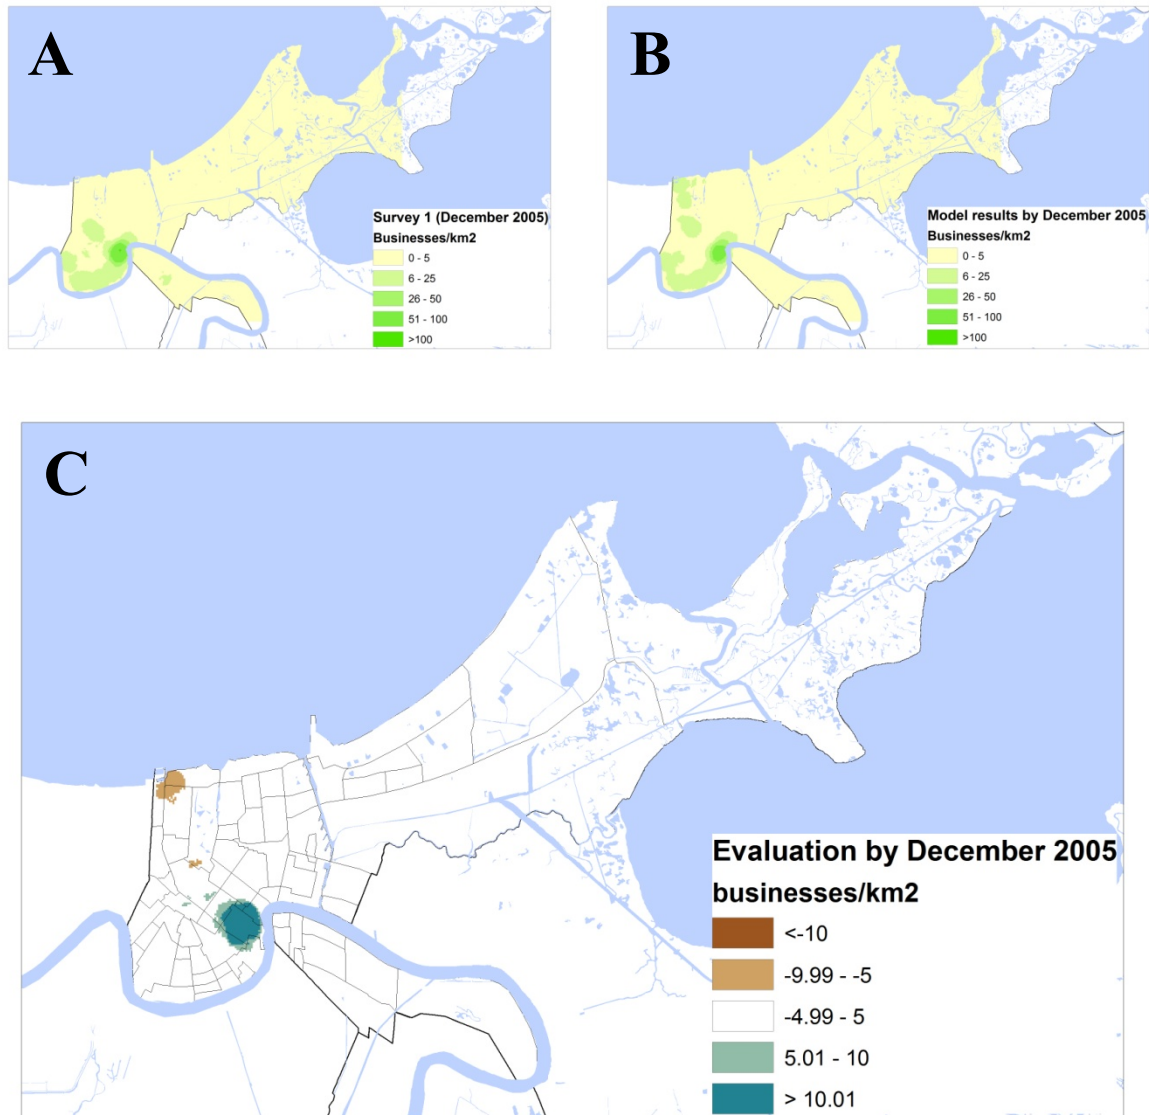 A
Survey 1 (December 2005)
Businesses/km2
0 - 5
6 - 25
26 - 50
51 - 100
>100
B
Model results by December 2005
Businesses/km2
0 - 5
6 - 25
26 - 50
51 - 100
>100
C
Evaluation by December 2005
businesses/km2
<-10
-9.99 - -5
-4.99 - 5
5.01 - 10
> 10.01